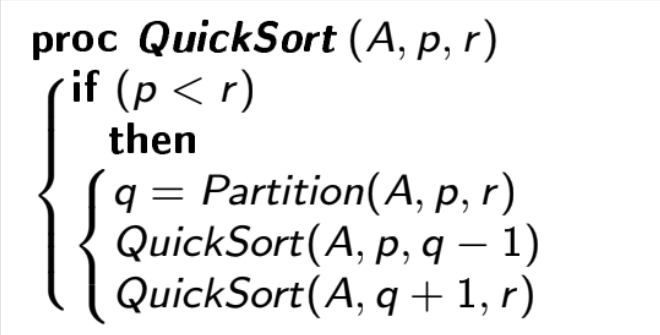 proc QuickSort (A, p, r)
if (p < r)
then
q = Partition(A, p, r)
QuickSort(A, p, q − 1)
QuickSort(A, q + 1, r)